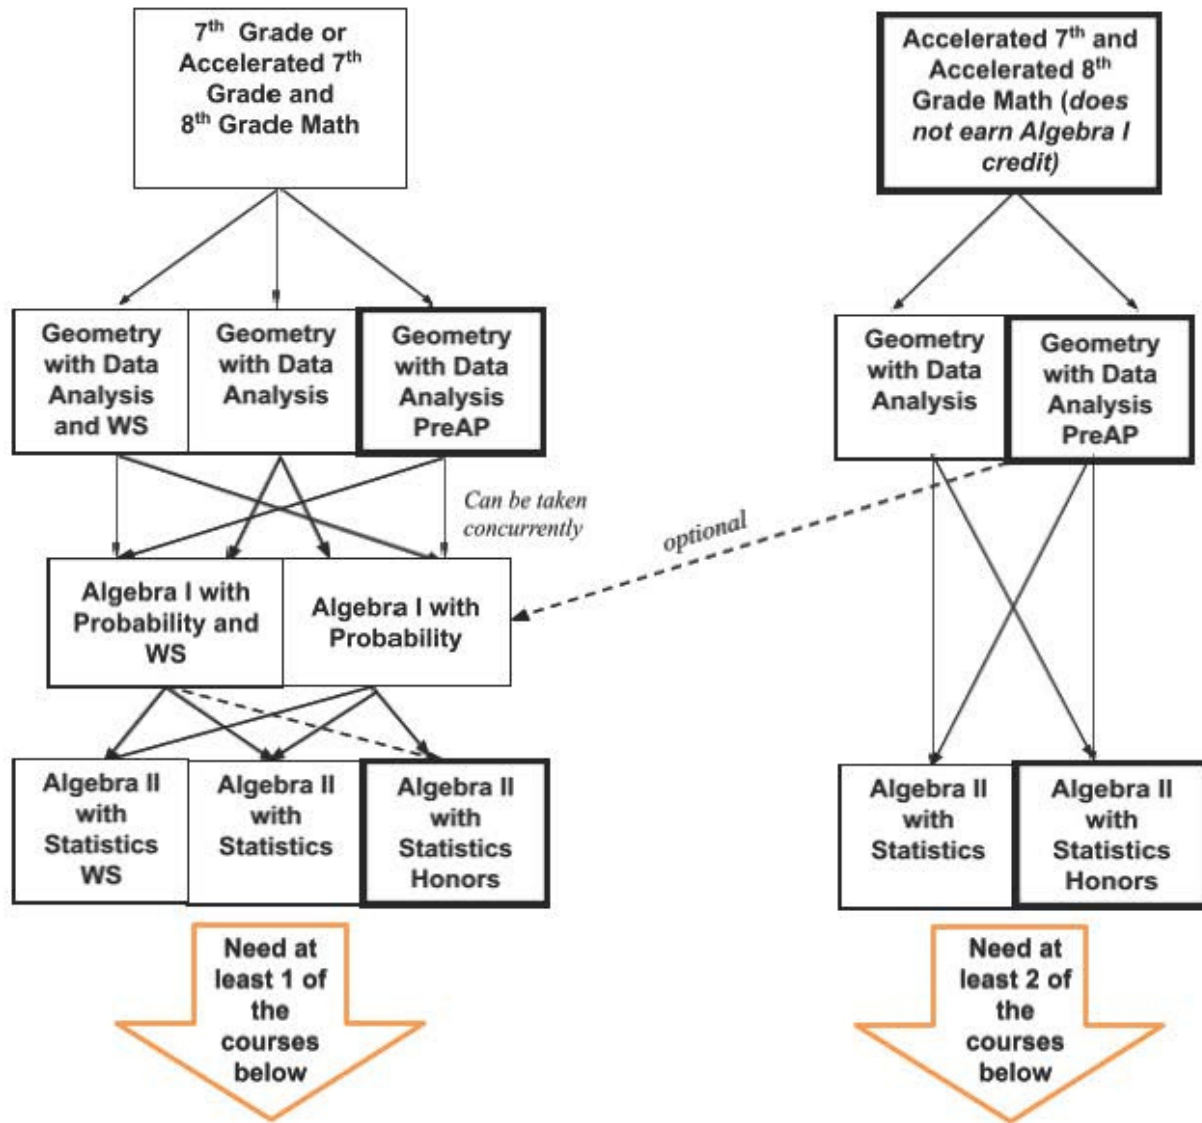 7th Grade or
Accelerated 7th
Grade and
8th Grade Math
Accelerated 7th and
Accelerated 8th
Grade Math (does
not earn Algebra I
credit)
Geometry
with Data
Analysis
and WS
Geometry
with Data
Analysis
Geometry
with Data
Analysis
PreAP
Geometry
with Data
Analysis
Geometry
with Data
Analysis
PreAP
Can be taken
concurrently
optional
Algebra I with
Probability and
WS
Algebra I with
Probability
Algebra II
with
Statistics
WS
Algebra II
with
Statistics
Algebra II
with
Statistics
Honors
Algebra II
with
Statistics
Algebra II
with
Statistics
Honors
Need at
least 1 of
the
courses
below
Need at
least 2 of
the
courses
below